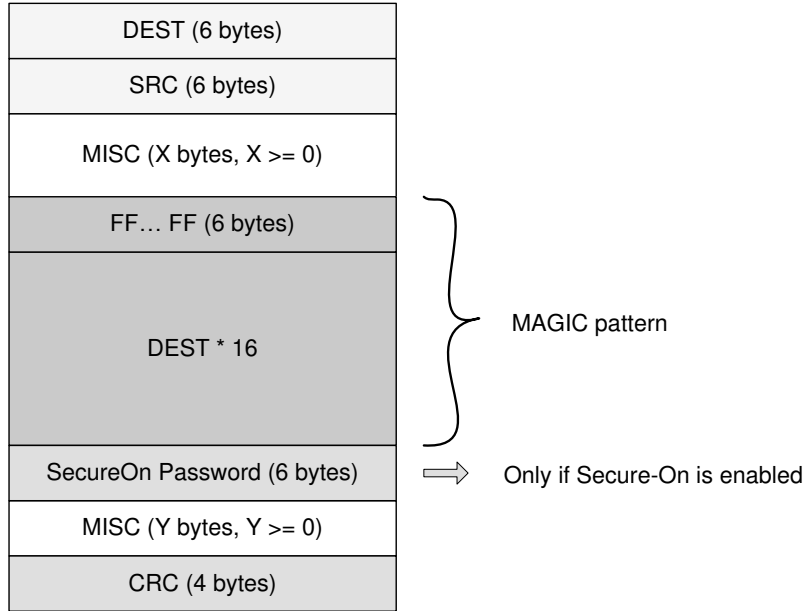 DEST (6 bytes)
SRC (6 bytes)
MISC (X bytes, X >= 0)
FF… FF (6 bytes)
DEST * 16
MAGIC pattern
SecureOn Password (6 bytes)
Only if Secure-On is enabled
MISC (Y bytes, Y >= 0)
CRC (4 bytes)